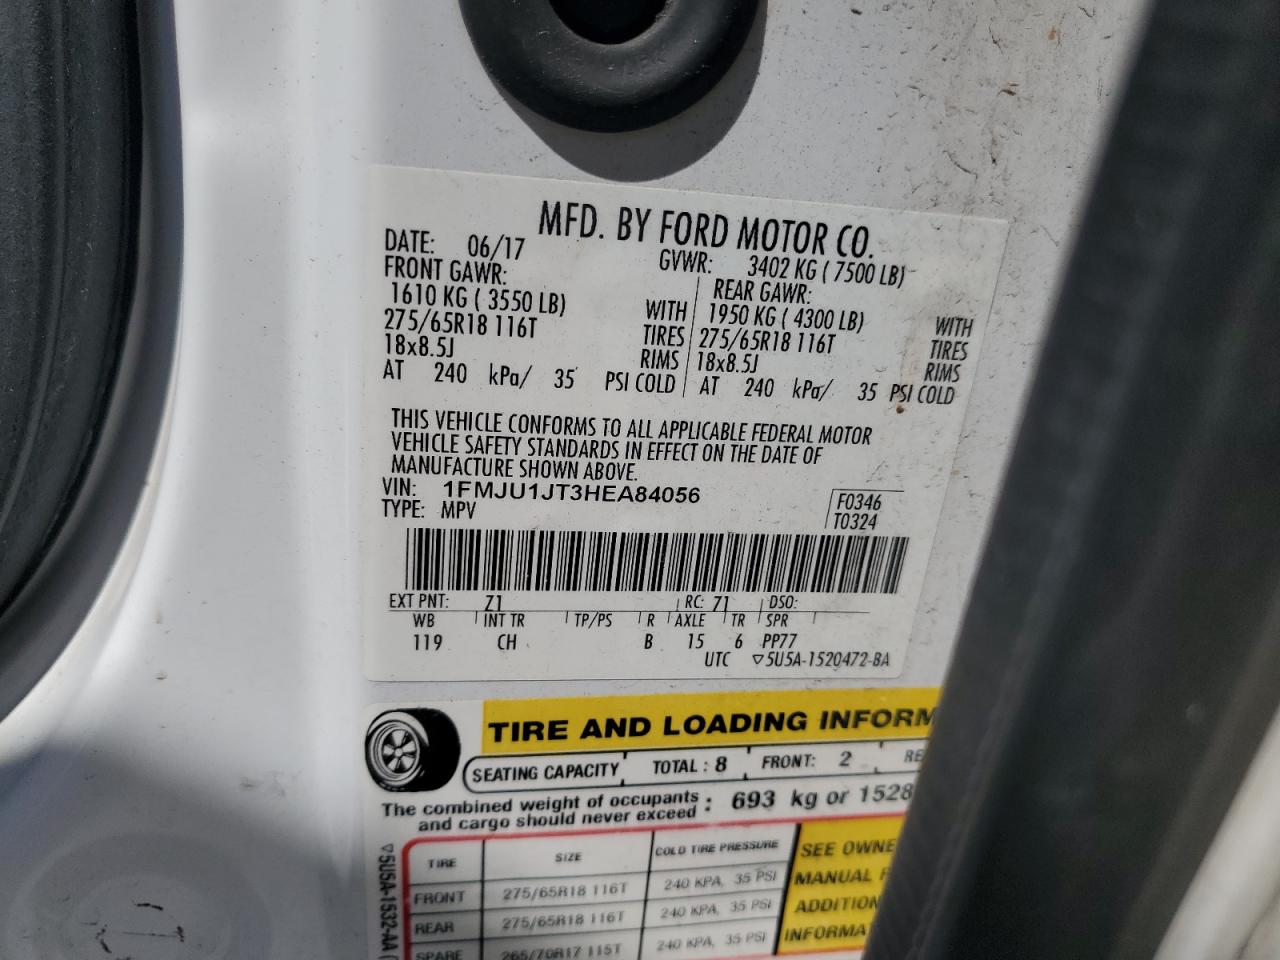 MFD. BY FORD MOTOR CO.
DATE: 06/17 GVWR: 3402 KG ( 7500 LB)
FRONT GAWR: REAR GAWR:
1610 KG ( 3550 LB) WITH 1950 KG ( 4300 LB) WITH
275/65R18 116T TIRES 275/65R18 116T TIRES
18x8.5J RIMS 18x8.5J RIMS
AT 240 kPa/ 35 PSI COLD AT 240 kPa/ 35 PSI COLD
THIS VEHICLE CONFORMS TO ALL APPLICABLE FEDERAL MOTOR
VEHICLE SAFETY STANDARDS IN EFFECT ON THE DATE OF
MANUFACTURE SHOWN ABOVE.
VIN: 1FMJU1JT3HEA84056 F0346
TYPE: MPV T0324
EXT PNT: Z1 RC: 71 DSO:
WB INT TR TP/PS R AXLE TR SPR
119 CH B 15 6 PP77
UTC ▽5U5A-1520472-BA
TIRE AND LOADING INFORM
SEATING CAPACITY TOTAL : 8 FRONT: 2 RE
The combined weight of occupants : 693 kg or 1528
and cargo should never exceed
TIRE SIZE COLD TIRE PRESSURE SEE OWNE
FRONT 275/65R18 116T 240 KPA, 35 PSI MANUAL F
REAR 275/65R18 116T 240 KPA, 35 PSI ADDITION
SPARE 265/70R17 115T 240 KPA, 35 PSI INFORMA
▽5U5A-1532-AA